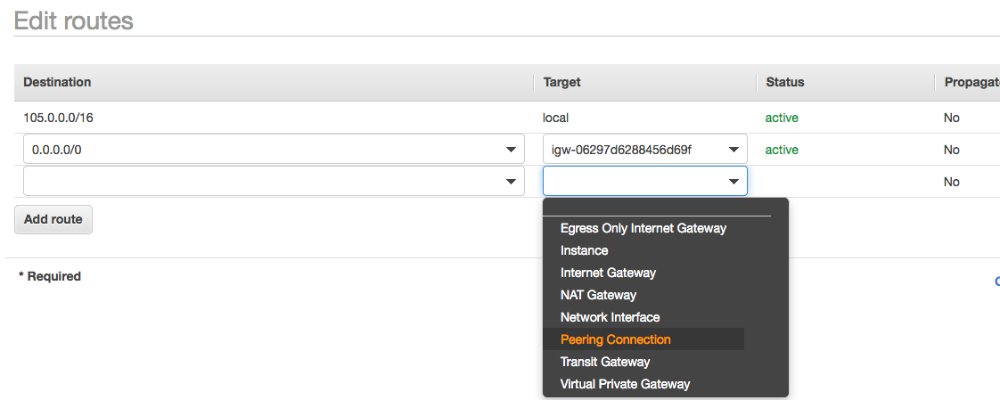 Edit routes
Destination Target Status Propagat
105.0.0.0/16 local active No
0.0.0.0/0 igw-06297d6288456d69f active No
No
Add route
Egress Only Internet Gateway
Instance
Internet Gateway
* Required
NAT Gateway
Network Interface
Peering Connection
Transit Gateway
Virtual Private Gateway